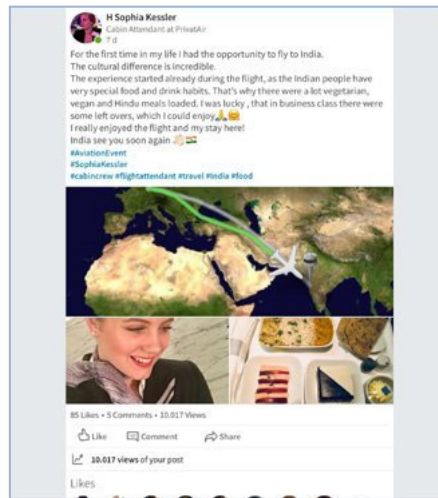 H Sophia Kessler
Cabin Attendant at PrivatAir
7 d
For the first time in my life I had the opportunity to fly to India.
The cultural difference is incredible.
The experience started already during the flight, as the Indian people have
very special food and drink habits. That's why there were a lot vegetarian,
vegan and Hindu meals loaded. I was lucky , that in business class there were
some left overs, which I could enjoy🙏😊
I really enjoyed the flight and my stay here!
India see you soon again 👋🏻🇮🇳
#AviationEvent
#SophiaKessler
#cabincrew #flightattendant #travel #India #food
85 Likes • 5 Comments • 10.017 Views
Like Comment Share
10.017 views of your post
Likes